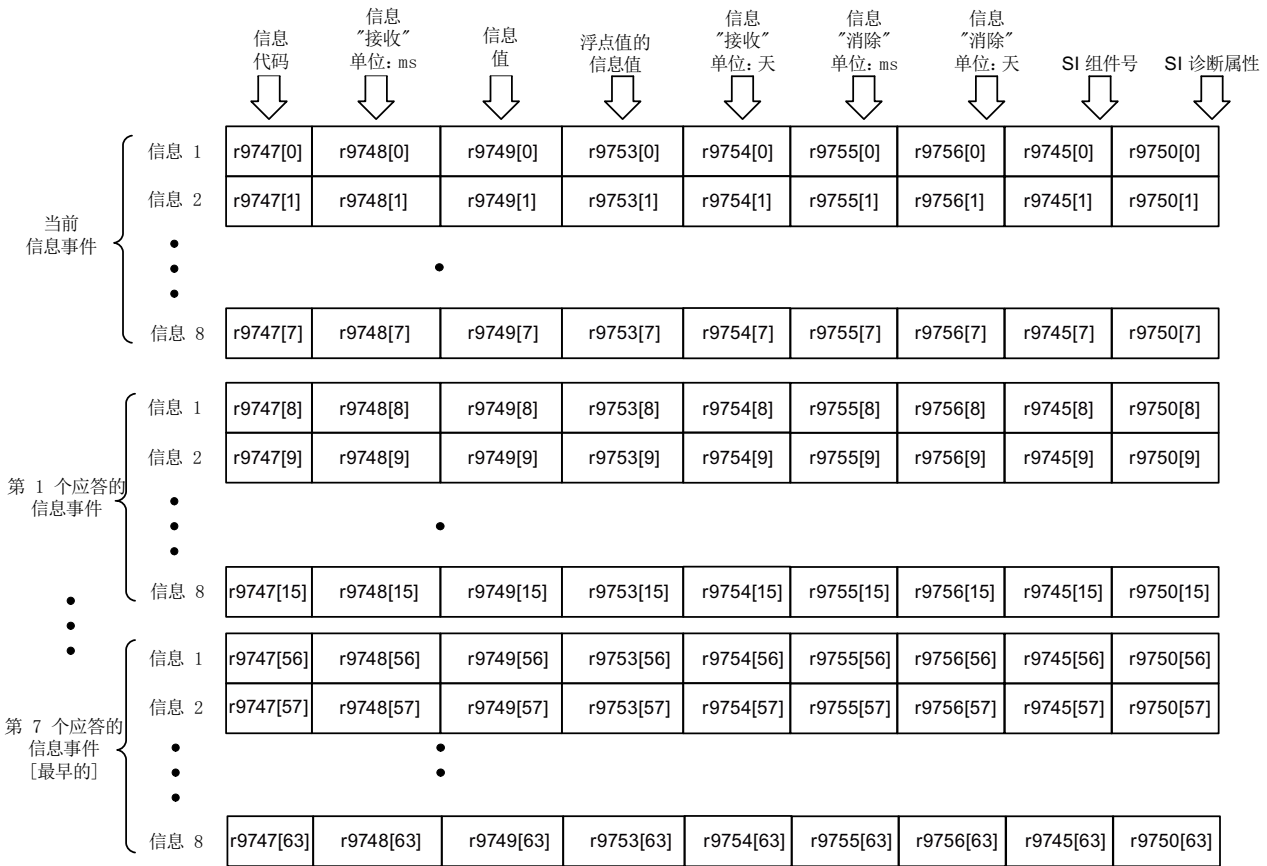 信息
代码
信息
"接收"
单位: ms
信息
值
浮点值的
信息值
信息
"接收"
单位: 天
信息
"消除"
单位: ms
信息
"消除"
单位: 天
SI 组件号
SI 诊断属性
当前
信息事件
信息 1 r9747[0] r9748[0] r9749[0] r9753[0] r9754[0] r9755[0] r9756[0] r9745[0] r9750[0]
信息 2 r9747[1] r9748[1] r9749[1] r9753[1] r9754[1] r9755[1] r9756[1] r9745[1] r9750[1]
信息 8 r9747[7] r9748[7] r9749[7] r9753[7] r9754[7] r9755[7] r9756[7] r9745[7] r9750[7]
第 1 个应答的
信息事件
信息 1 r9747[8] r9748[8] r9749[8] r9753[8] r9754[8] r9755[8] r9756[8] r9745[8] r9750[8]
信息 2 r9747[9] r9748[9] r9749[9] r9753[9] r9754[9] r9755[9] r9756[9] r9745[9] r9750[9]
信息 8 r9747[15] r9748[15] r9749[15] r9753[15] r9754[15] r9755[15] r9756[15] r9745[15] r9750[15]
第 7 个应答的
信息事件
[最早的]
信息 1 r9747[56] r9748[56] r9749[56] r9753[56] r9754[56] r9755[56] r9756[56] r9745[56] r9750[56]
信息 2 r9747[57] r9748[57] r9749[57] r9753[57] r9754[57] r9755[57] r9756[57] r9745[57] r9750[57]
信息 8 r9747[63] r9748[63] r9749[63] r9753[63] r9754[63] r9755[63] r9756[63] r9745[63] r9750[63]